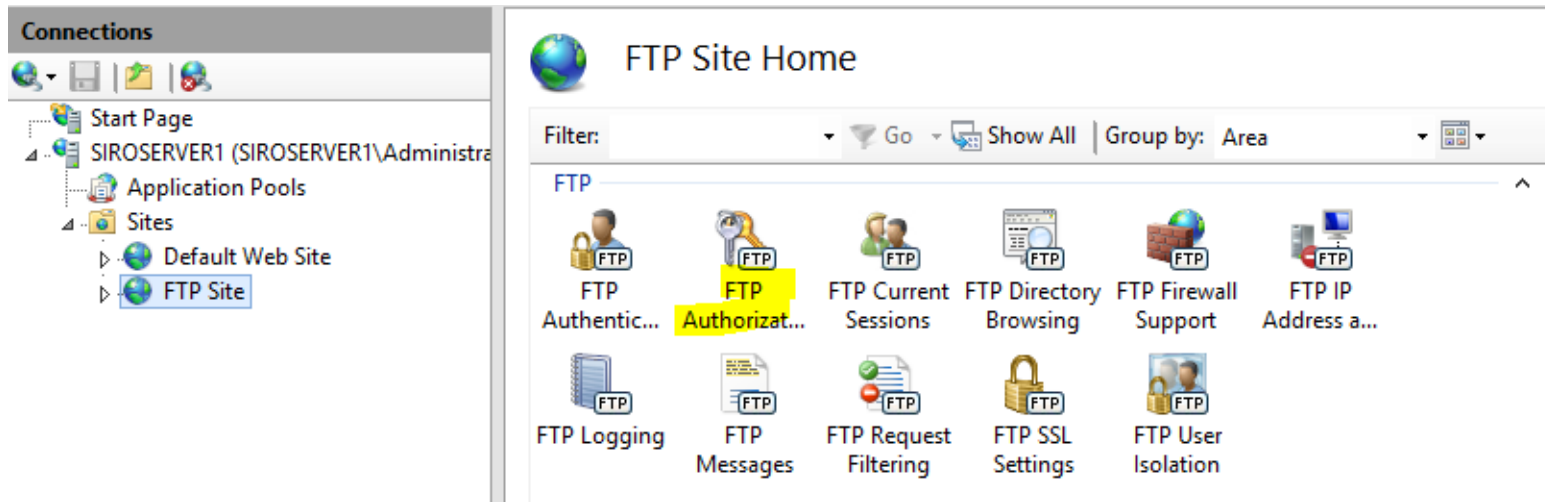 Connections
Start Page
SIROSERVER1 (SIROSERVER1\Administra
Application Pools
Sites
Default Web Site
FTP Site
FTP Site Home
Filter: Go Show All Group by: Area
FTP
FTP FTP FTP FTP FTP FTP
FTP FTP FTP Current FTP Directory FTP Firewall FTP IP
Authentic... Authorizat... Sessions Browsing Support Address a...
FTP FTP FTP FTP FTP
FTP Logging FTP FTP Request FTP SSL FTP User
Messages Filtering Settings Isolation